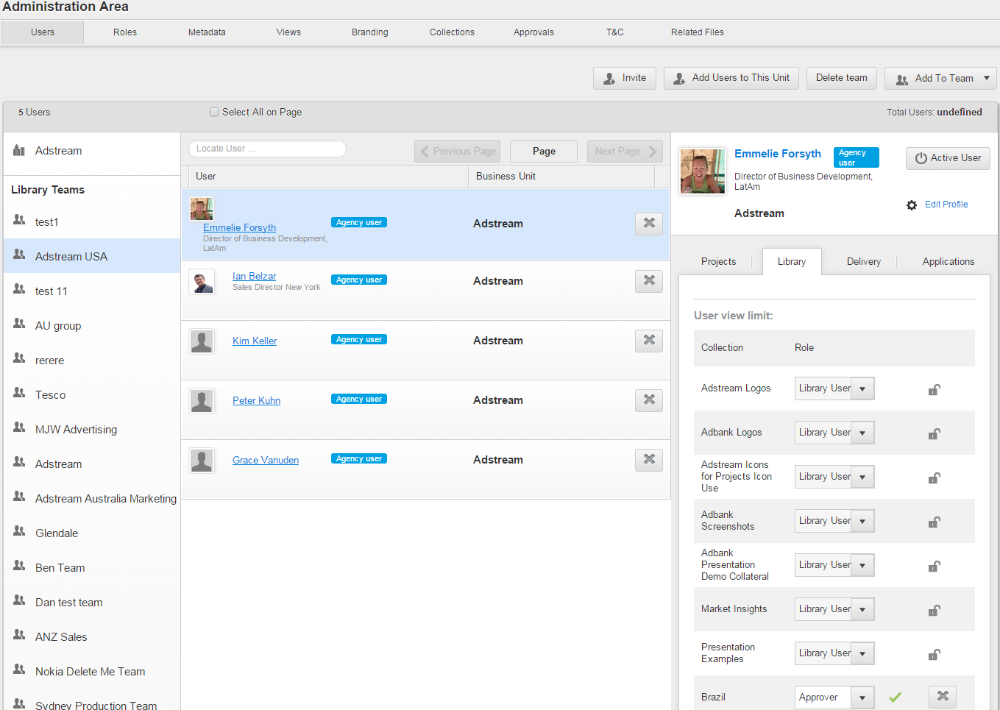 Administration Area
Users
Roles
Metadata
Views
Branding
Collections
Approvals
T&C
Related Files
Invite
Add Users to This Unit
Delete team
Add To Team
5 Users
Select All on Page
Total Users: undefined
Adstream
Library Teams
test1
Adstream USA
test 11
AU group
rerere
Tesco
MJW Advertising
Adstream
Adstream Australia Marketing
Glendale
Ben Team
Dan test team
ANZ Sales
Nokia Delete Me Team
Sydney Production Team
Locate User ...
Previous Page
Page
Next Page
User
Business Unit
Emmelie Forsyth
Director of Business Development,
LatAm
Agency user
Adstream
Ian Belzar
Sales Director New York
Agency user
Adstream
Kim Keller
Agency user
Adstream
Peter Kuhn
Agency user
Adstream
Grace Vanuden
Agency user
Adstream
Emmelie Forsyth
Agency
user
Director of Business Development,
LatAm
Adstream
Active User
Edit Profile
Projects
Library
Delivery
Applications
User view limit:
Collection
Role
Adstream Logos
Library User
Adbank Logos
Library User
Adstream Icons
for Projects Icon
Use
Library User
Adbank
Screenshots
Library User
Adbank
Presentation
Demo Collateral
Library User
Market Insights
Library User
Presentation
Examples
Library User
Brazil
Approver